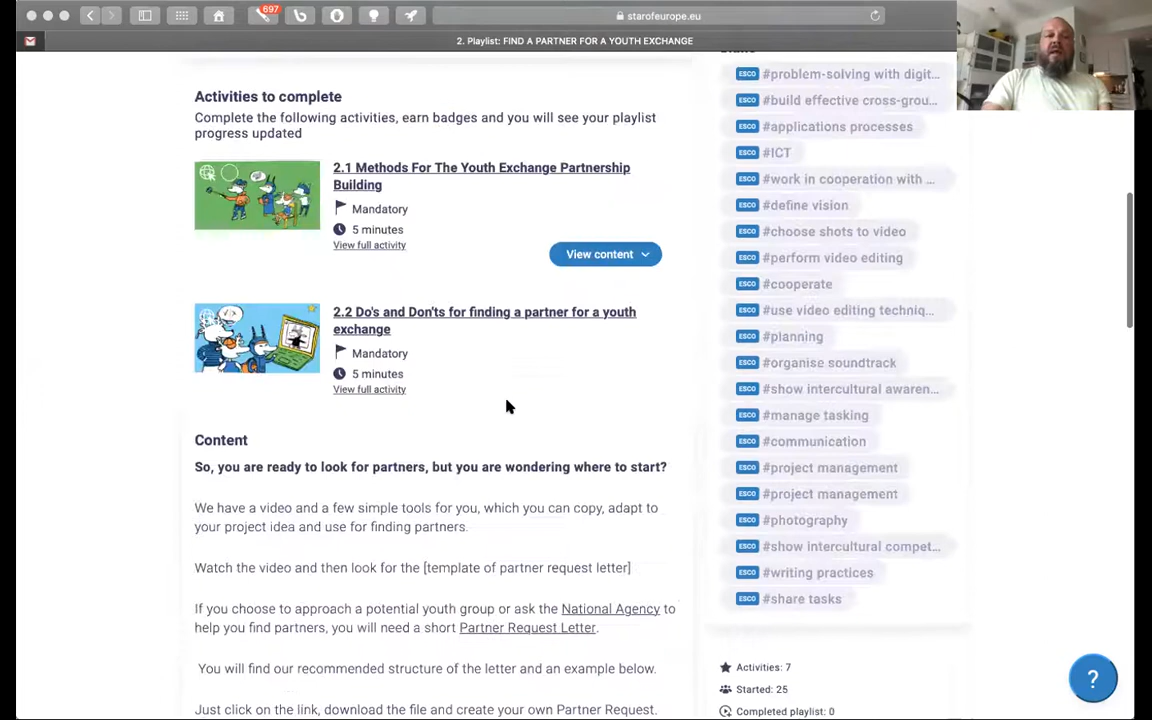 697
starofeurope.eu
2. Playlist: FIND A PARTNER FOR A YOUTH EXCHANGE
Activities to complete
Complete the following activities, earn badges and you will see your playlist
progress updated
2.1 Methods For The Youth Exchange Partnership
Building
Mandatory
5 minutes
View full activity
View content
2.2 Do's and Don'ts for finding a partner for a youth
exchange
Mandatory
5 minutes
View full activity
Content
So, you are ready to look for partners, but you are wondering where to start?
We have a video and a few simple tools for you, which you can copy, adapt to
your project idea and use for finding partners.
Watch the video and then look for the [template of partner request letter]
If you choose to approach a potential youth group or ask the National Agency to
help you find partners, you will need a short Partner Request Letter.
You will find our recommended structure of the letter and an example below.
Just click on the link, download the file and create your own Partner Request.
ESCO #problem-solving with digit...
ESCO #build effective cross-grou...
ESCO #applications processes
ESCO #ICT
ESCO #work in cooperation with ...
ESCO #define vision
ESCO #choose shots to video
ESCO #perform video editing
ESCO #cooperate
ESCO #use video editing techniq...
ESCO #planning
ESCO #organise soundtrack
ESCO #show intercultural awaren...
ESCO #manage tasking
ESCO #communication
ESCO #project management
ESCO #project management
ESCO #photography
ESCO #show intercultural compet...
ESCO #writing practices
ESCO #share tasks
Activities: 7
Started: 25
Completed playlist: 0
?